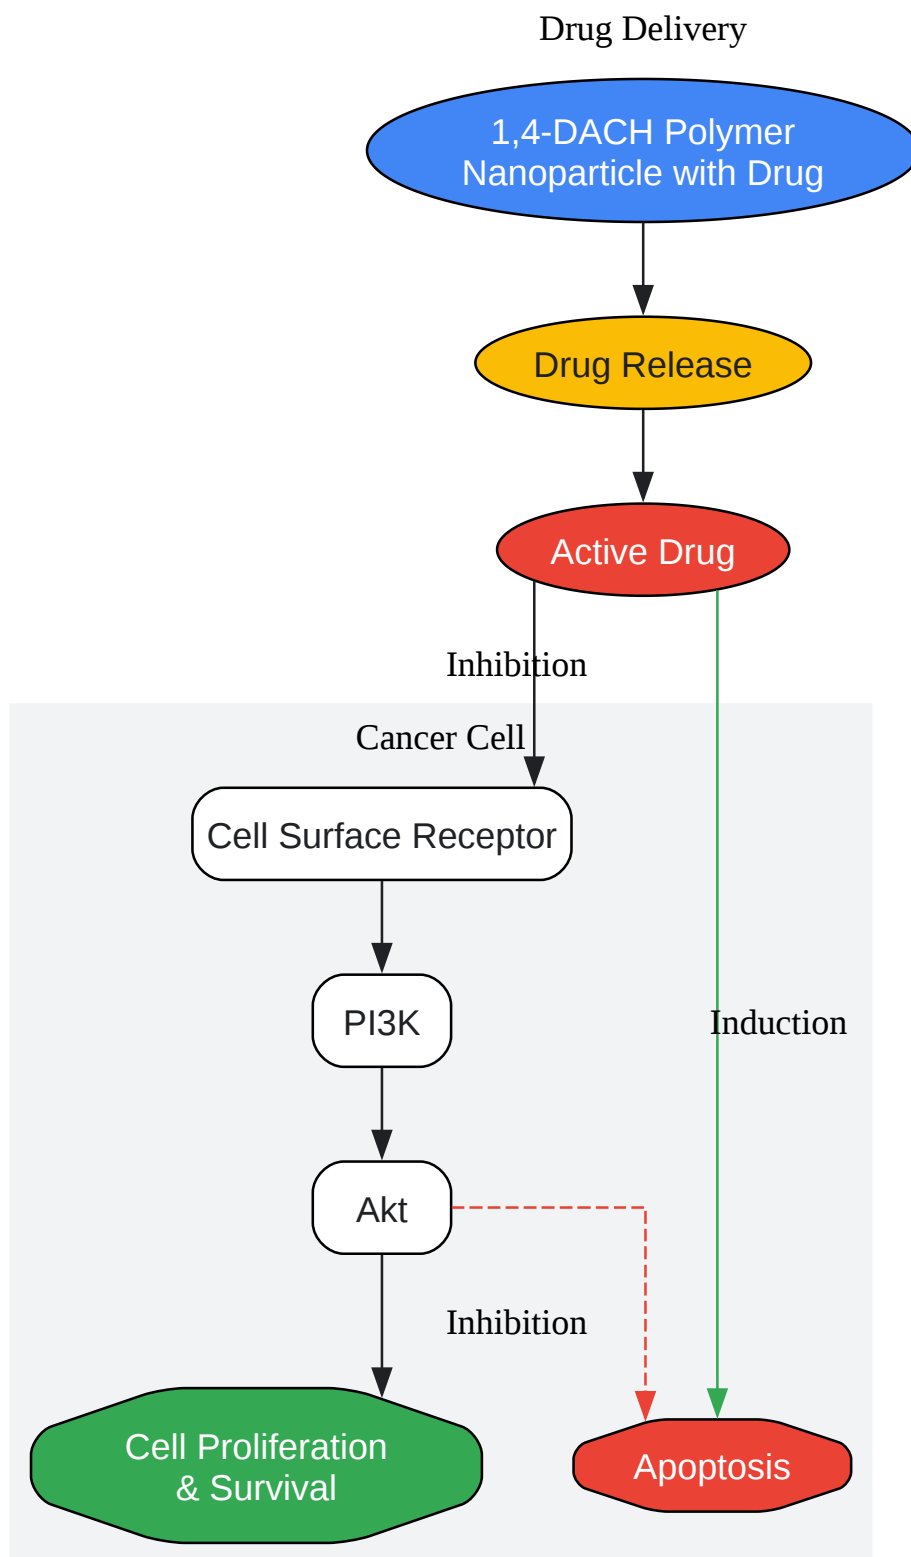 Drug Delivery
1,4-DACH Polymer
Nanoparticle with Drug
Drug Release
Active Drug
Inhibition
Cancer Cell
Cell Surface Receptor
PI3K
Induction
Akt
Inhibition
Cell Proliferation
& Survival
Apoptosis